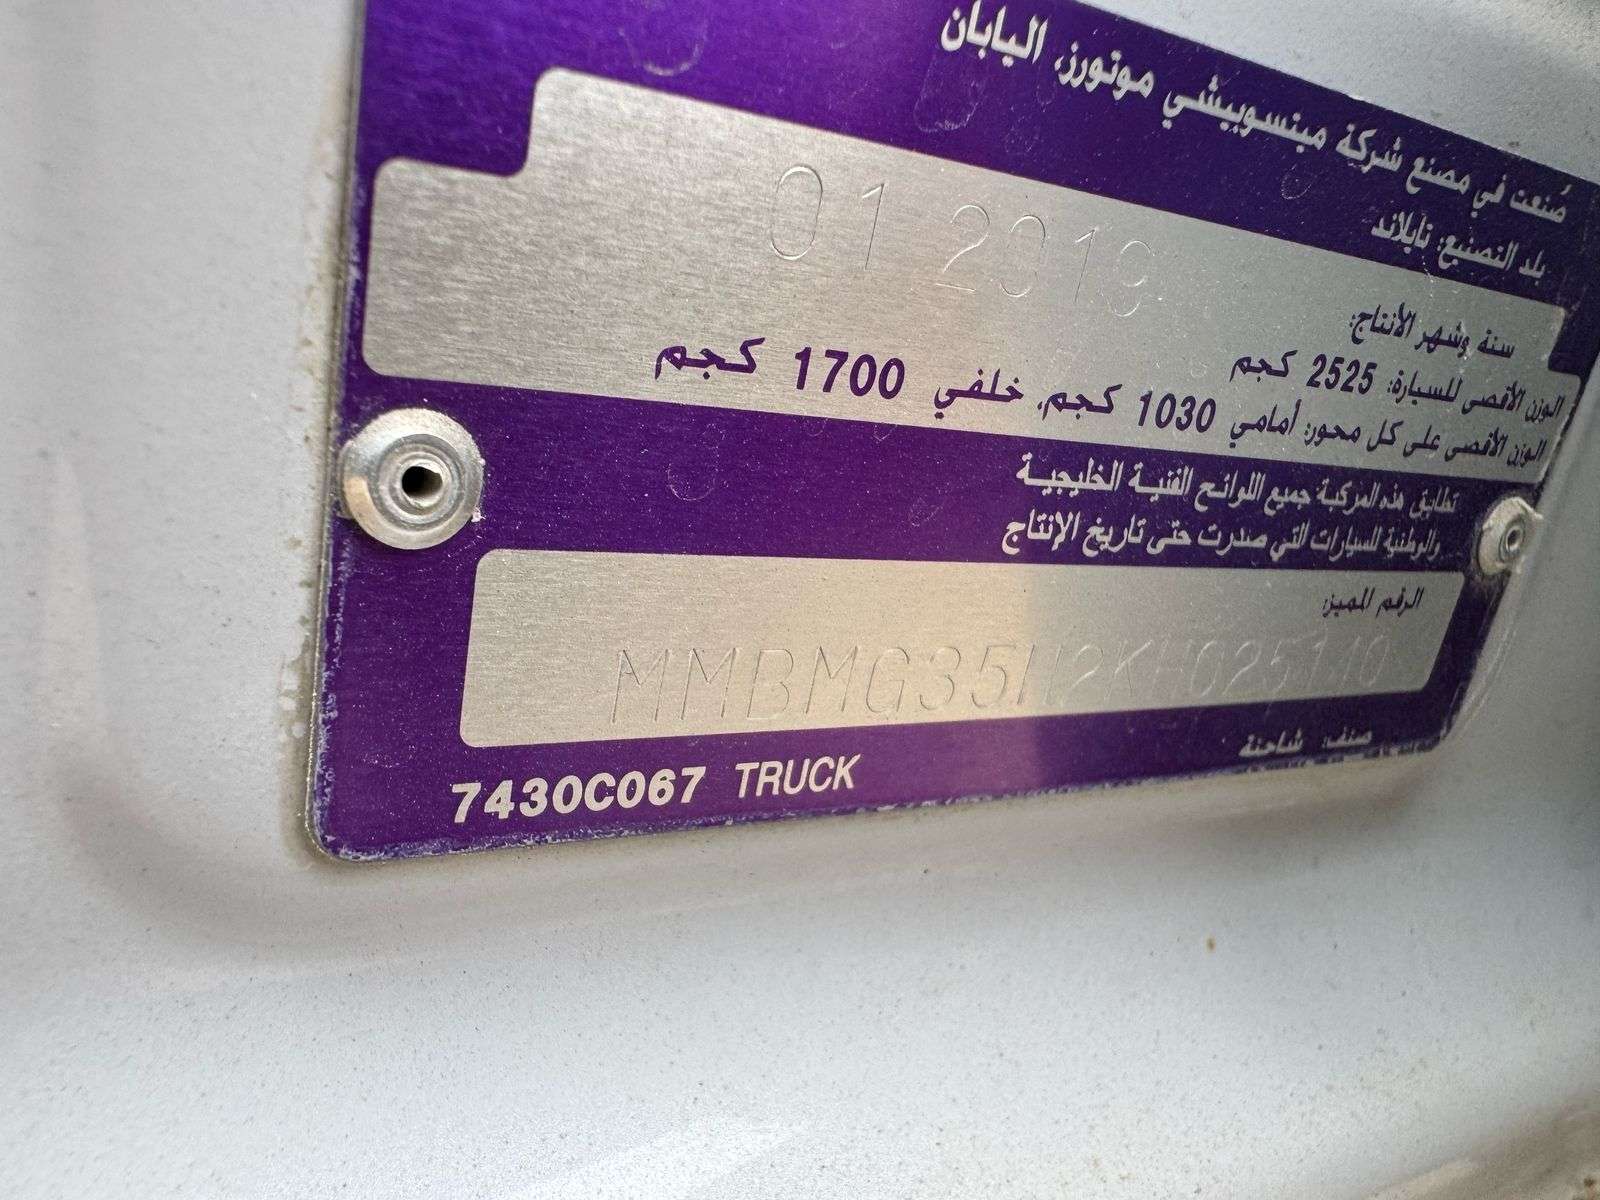 صُنعت في مصنع شركة ميتسوبيشي موتورز، اليابان
بلد التصنيع: تايلاند
01 2019
سنة وشهر الأنتاج:
الوزن الأقصى للسيارة: 2525 كجم
الوزن الأقصى على كل محور: أمامي 1030 كجم، خلفي 1700 كجم
تطابق هذه المركبة: جميع اللوائح الفنية الخليجية
والوطنية للسيارات التي صدرت حتى تاريخ الإنتاج
الرقم المميز:
صنف: شاحنة
7430C067 TRUCK